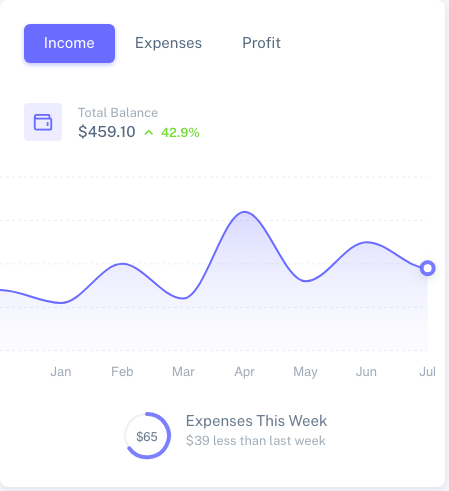 Income Expenses Profit
Total Balance
$459.10 42.9%
Jan Feb Mar Apr May Jun Jul
$65
Expenses This Week
$39 less than last week